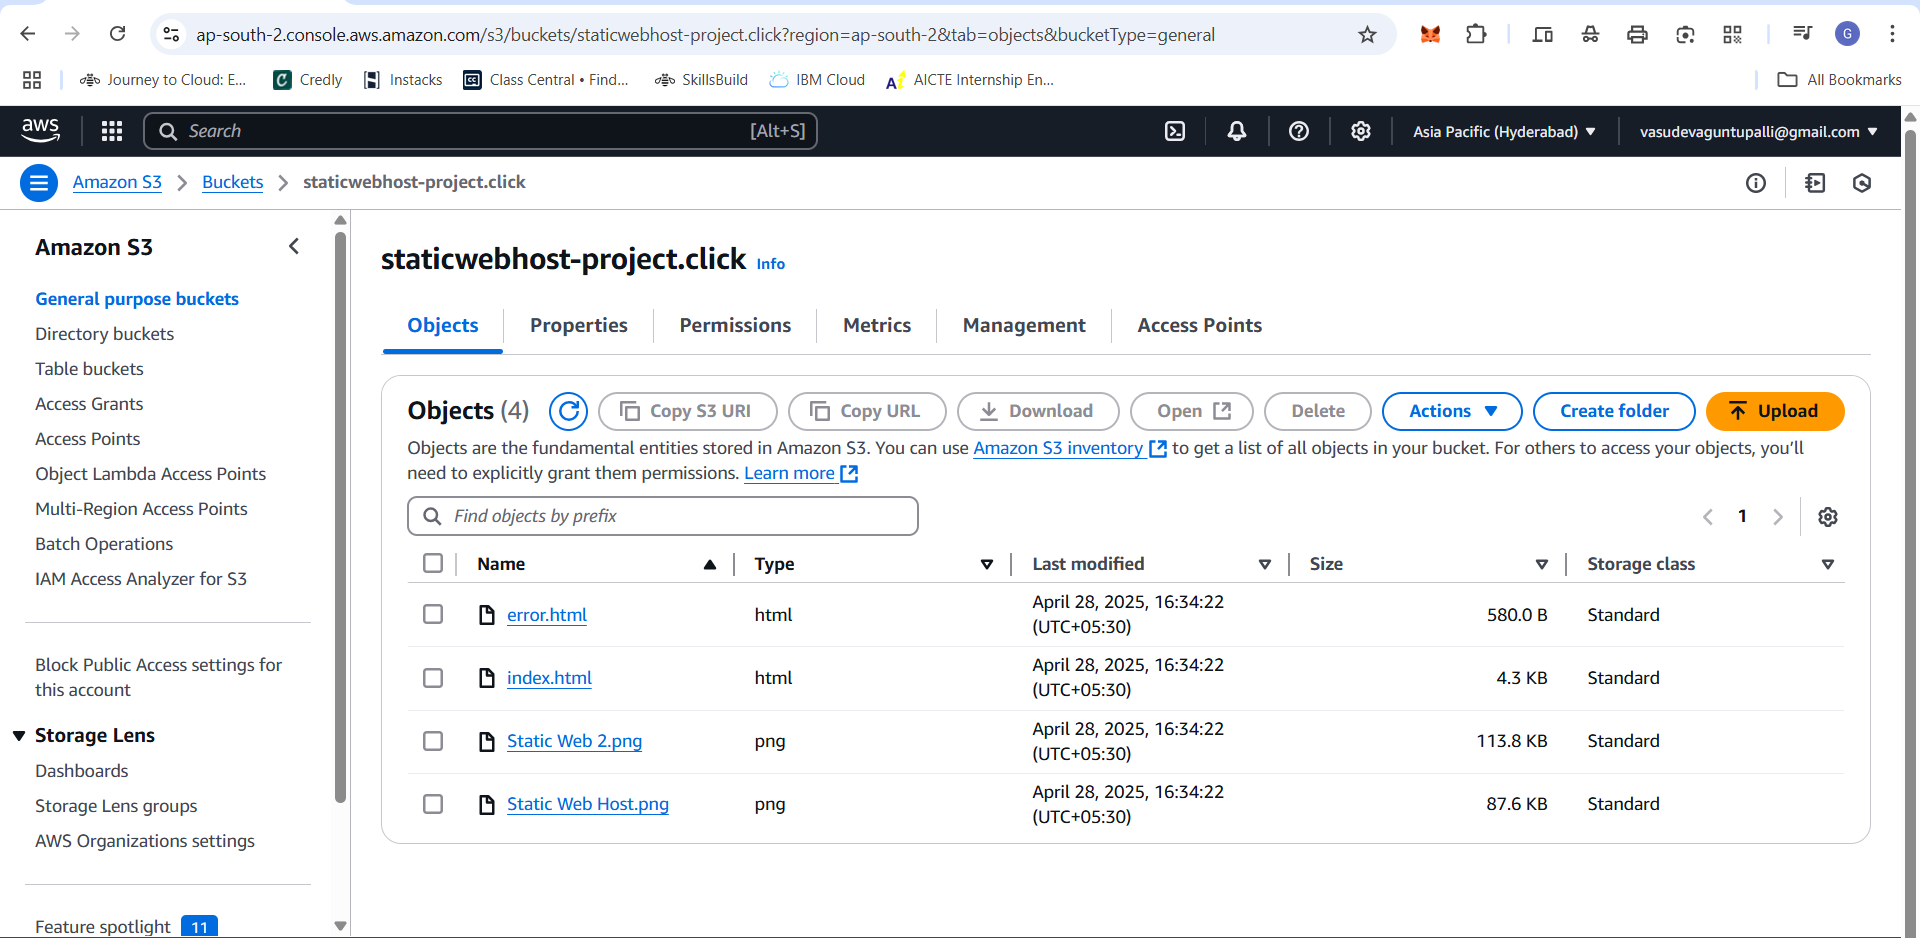 ap-south-2.console.aws.amazon.com/s3/buckets/staticwebhost-project.click?region=ap-south-2&tab=objects&bucketType=general
G
Journey to Cloud: E...
Credly
Instacks
Class Central • Find...
SkillsBuild
IBM Cloud
AICTE Internship En...
All Bookmarks
aws
Search
[Alt+S]
Asia Pacific (Hyderabad)
vasudevaguntupalli@gmail.com
Amazon S3
Buckets
staticwebhost-project.click
Amazon S3
General purpose buckets
Directory buckets
Table buckets
Access Grants
Access Points
Object Lambda Access Points
Multi-Region Access Points
Batch Operations
IAM Access Analyzer for S3
Block Public Access settings for
this account
Storage Lens
Dashboards
Storage Lens groups
AWS Organizations settings
Feature spotlight 11
staticwebhost-project.click Info
Objects
Properties
Permissions
Metrics
Management
Access Points
Objects (4)
Copy S3 URI
Copy URL
Download
Open
Delete
Actions
Create folder
Upload
Objects are the fundamental entities stored in Amazon S3. You can use Amazon S3 inventory to get a list of all objects in your bucket. For others to access your objects, you'll
need to explicitly grant them permissions. Learn more
Find objects by prefix
1
Name Type Last modified Size Storage class
error.html html April 28, 2025, 16:34:22 580.0 B Standard
(UTC+05:30)
index.html html April 28, 2025, 16:34:22 4.3 KB Standard
(UTC+05:30)
Static Web 2.png png April 28, 2025, 16:34:22 113.8 KB Standard
(UTC+05:30)
Static Web Host.png png April 28, 2025, 16:34:22 87.6 KB Standard
(UTC+05:30)